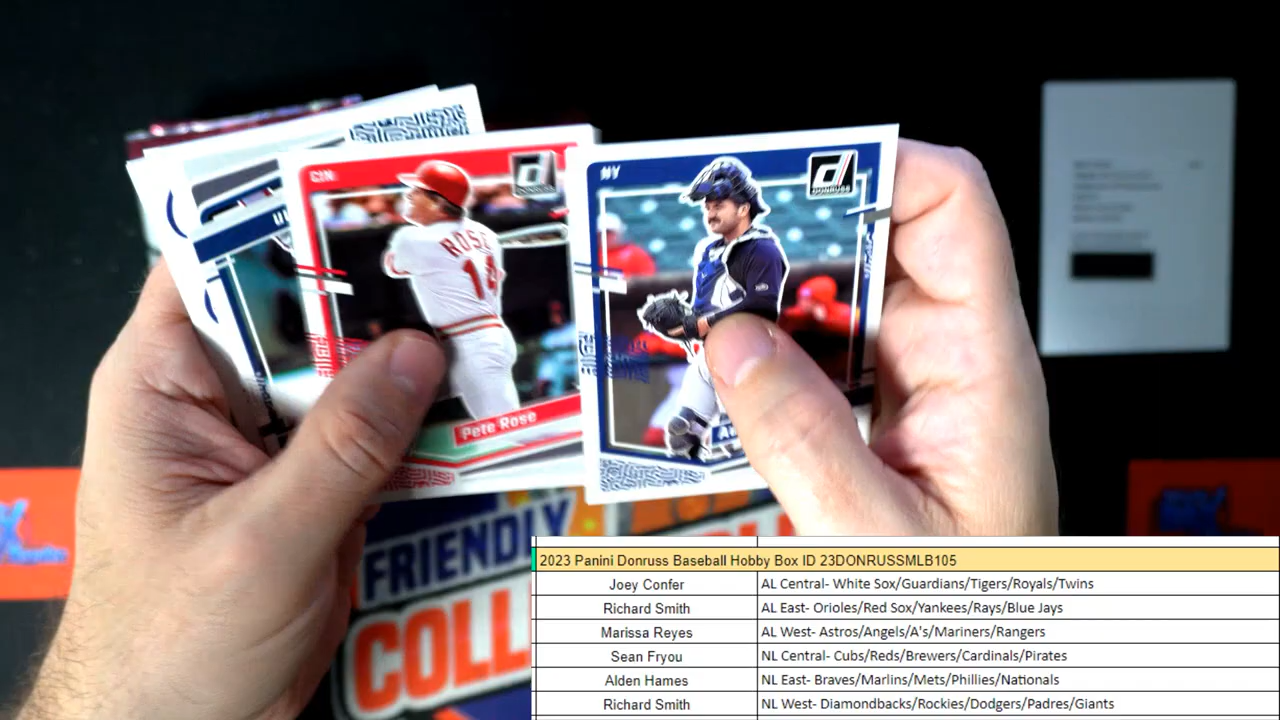 CIN
DONRUSS
ROSE
14
Pete Rose
NY
DONRUSS
FRIENDLY
COLL
2023 Panini Donruss Baseball Hobby Box ID 23DONRUSSMLB105
Joey Confer AL Central- White Sox/Guardians/Tigers/Royals/Twins
Richard Smith AL East- Orioles/Red Sox/Yankees/Rays/Blue Jays
Marissa Reyes AL West- Astros/Angels/A's/Mariners/Rangers
Sean Fryou NL Central- Cubs/Reds/Brewers/Cardinals/Pirates
Alden Hames NL East- Braves/Marlins/Mets/Phillies/Nationals
Richard Smith NL West- Diamondbacks/Rockies/Dodgers/Padres/Giants